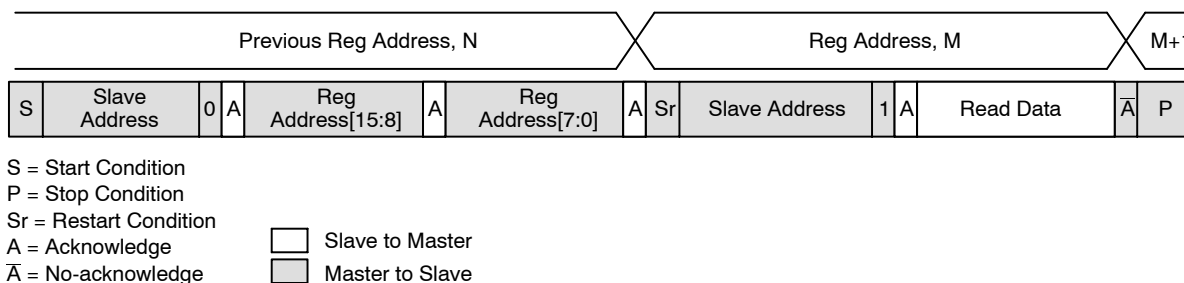 Previous Reg Address, N Reg Address, M M+1
S Slave Address 0 A Reg Address[15:8] A Reg Address[7:0] A Sr Slave Address 1 A Read Data A̅ P
S = Start Condition
P = Stop Condition
Sr = Restart Condition
A = Acknowledge
A̅ = No-acknowledge
Slave to Master
Master to Slave